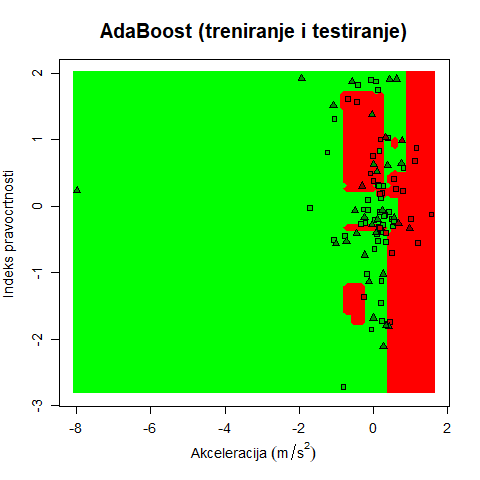 AdaBoost (treniranje i testiranje)
Indeks pravocrtnosti
2
1
0
-1
-2
-3
-8 -6 -4 -2 0 2
Akceleracija (m/s²)